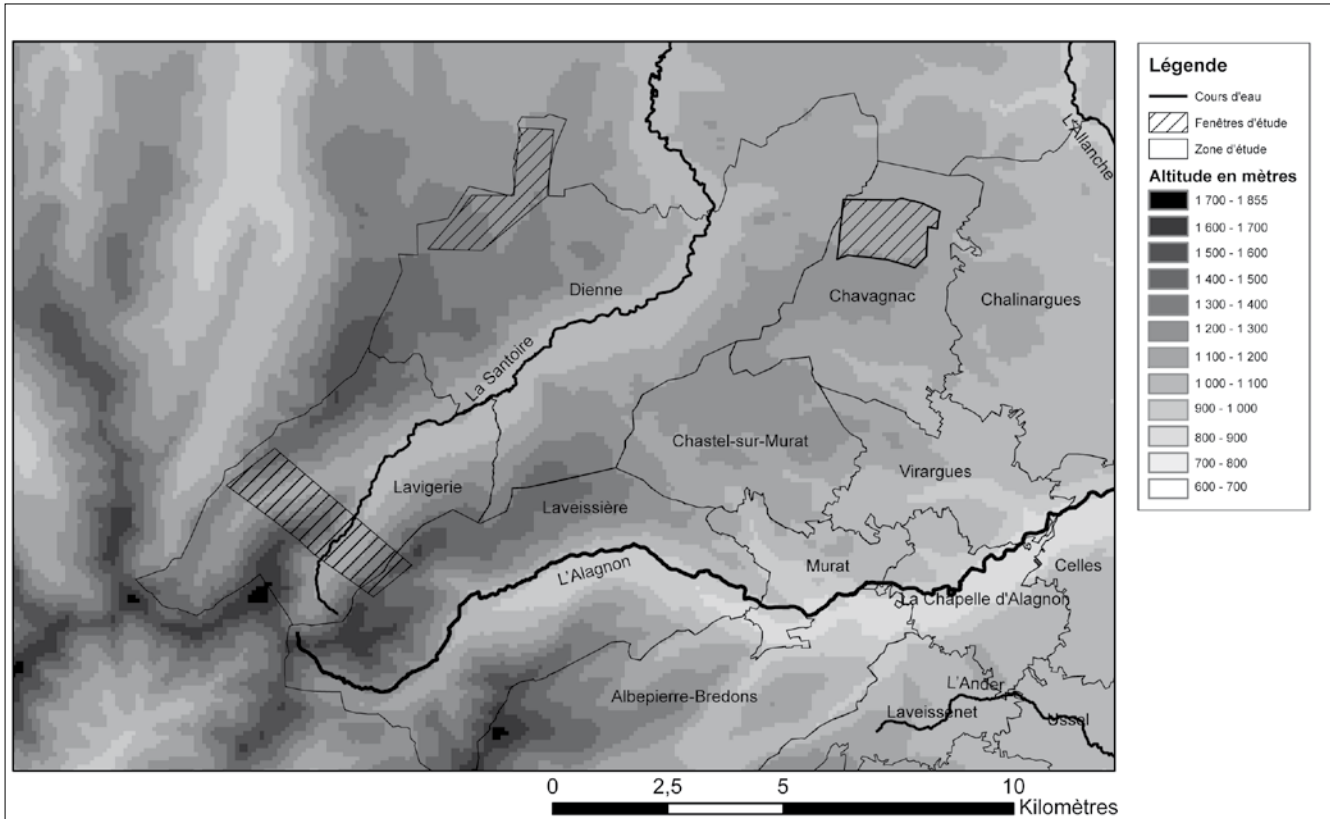 L'Allanche
Dienne
Chavagnac
Chalinargues
La Santoire
Chastel-sur-Murat
Virargues
Lavigerie
Laveissière
L'Alagnon
Murat
Celles
La Chapelle d'Alagnon
Albepierre-Bredons
L'Ander
Laveissenet
Ussel
Légende
Cours d'eau
Fenêtres d'étude
Zone d'étude
Altitude en mètres
1 700 - 1 855
1 600 - 1 700
1 500 - 1 600
1 400 - 1 500
1 300 - 1 400
1 200 - 1 300
1 100 - 1 200
1 000 - 1 100
900 - 1 000
800 - 900
700 - 800
600 - 700
0 2,5 5 10
Kilomètres